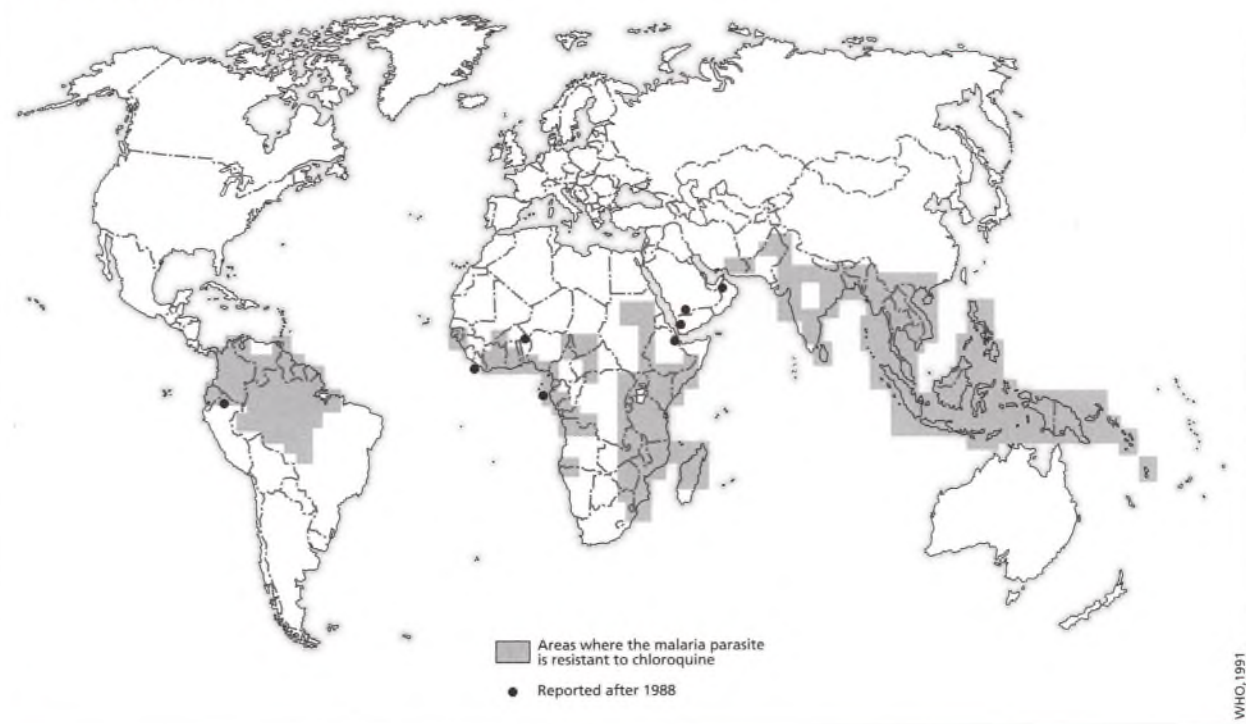 Areas where the malaria parasite
is resistant to chloroquine
Reported after 1988
WHO, 1991